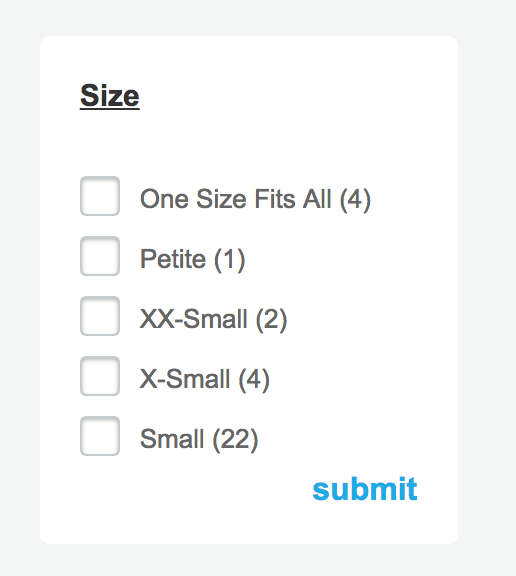 Size
One Size Fits All (4)
Petite (1)
XX-Small (2)
X-Small (4)
Small (22)
submit